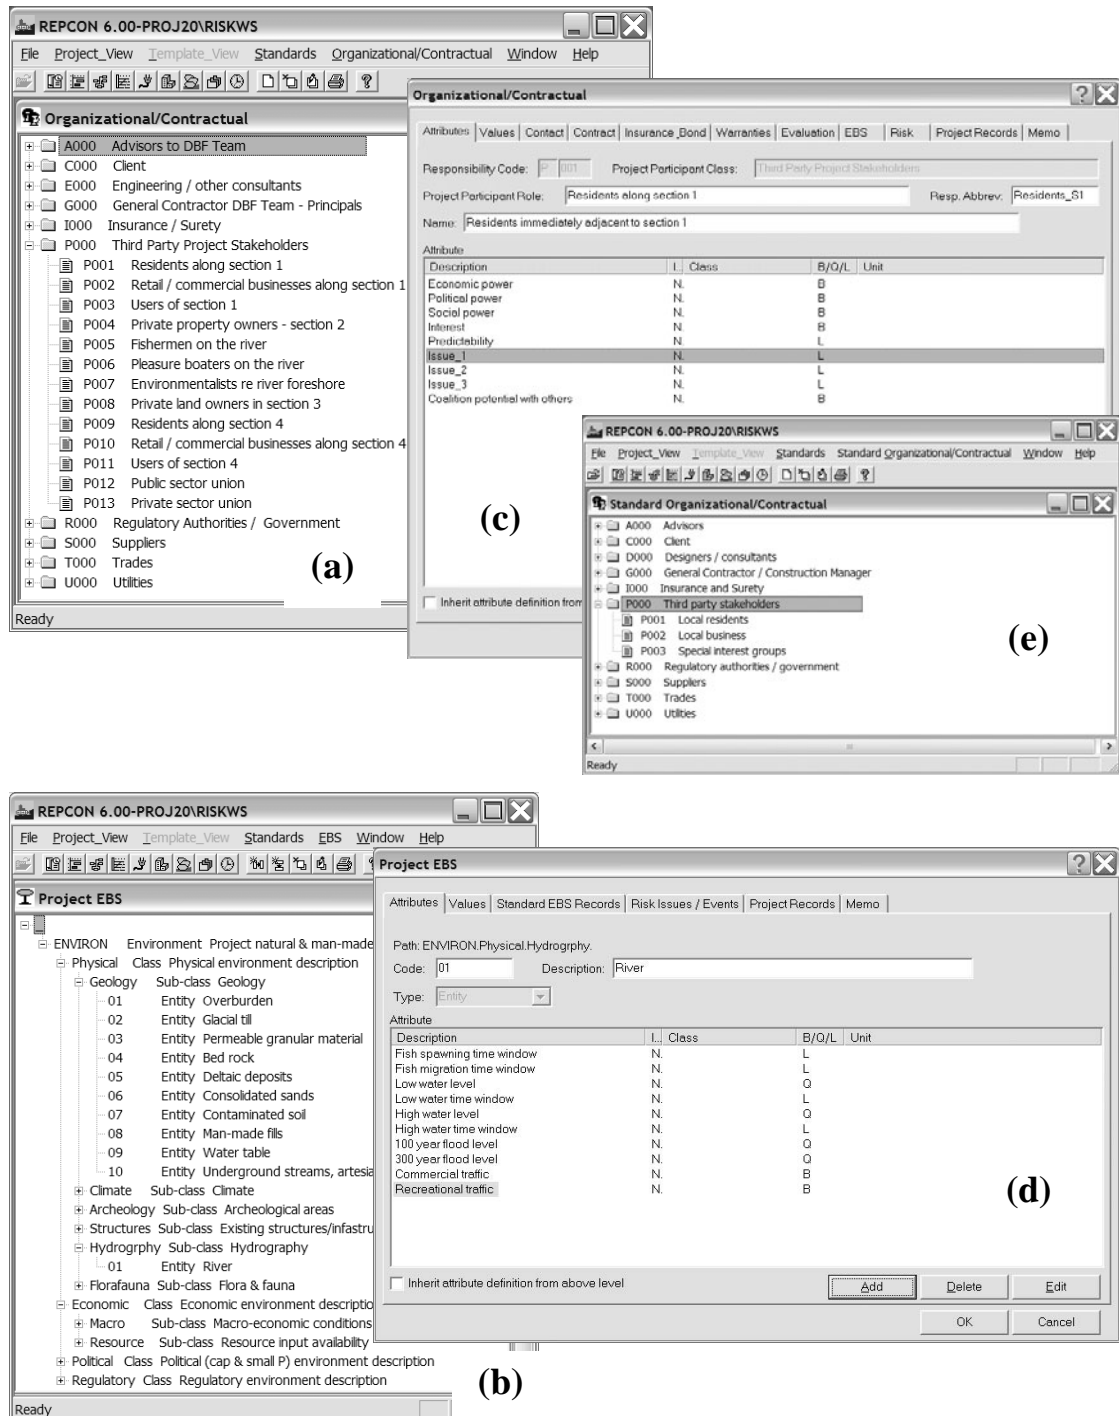 REPCON 6.00-PROJ20\RISKWS
File Project_View Template_View Standards Organizational/Contractual Window Help
Organizational/Contractual
A000 Advisors to DBF Team
C000 Client
E000 Engineering / other consultants
G000 General Contractor DBF Team - Principals
I000 Insurance / Surety
P000 Third Party Project Stakeholders
P001 Residents along section 1
P002 Retail / commercial businesses along section 1
P003 Users of section 1
P004 Private property owners - section 2
P005 Fishermen on the river
P006 Pleasure boaters on the river
P007 Environmentalists re river foreshore
P008 Private land owners in section 3
P009 Residents along section 4
P010 Retail / commercial businesses along section 4
P011 Users of section 4
P012 Public sector union
P013 Private sector union
R000 Regulatory Authorities / Government
S000 Suppliers
T000 Trades
U000 Utilities
(a)
Ready
Organizational/Contractual
Attributes Values Contact Contract Insurance_Bond Warranties Evaluation EBS Risk Project Records Memo
Responsibility Code: P 001 Project Participant Class: Third Party Project Stakeholders
Project Participant Role: Residents along section 1 Resp. Abbrev: Residents_S1
Name: Residents immediately adjacent to section 1
Attribute
Description I.. Class B/Q/L Unit
Economic power N. B
Political power N. B
Social power N. B
Interest N. B
Predictability N. L
Issue_1 N. L
Issue_2 N. L
Issue_3 N. L
Coalition potential with others N. B
(c)
Inherit attribute definition from
REPCON 6.00-PROJ20\RISKWS
File Project_View Template_View Standards Standard Organizational/Contractual Window Help
Standard Organizational/Contractual
A000 Advisors
C000 Client
D000 Designers / consultants
G000 General Contractor / Construction Manager
I000 Insurance and Surety
P000 Third party stakeholders
P001 Local residents
P002 Local business
P003 Special interest groups
R000 Regulatory authorities / government
S000 Suppliers
T000 Trades
U000 Utilties
(e)
Ready
REPCON 6.00-PROJ20\RISKWS
File Project_View Template_View Standards EBS Window Help
Project EBS
ENVIRON Environment Project natural & man-made
Physical Class Physical environment description
Geology Sub-class Geology
01 Entity Overburden
02 Entity Glacial till
03 Entity Permeable granular material
04 Entity Bed rock
05 Entity Deltaic deposits
06 Entity Consolidated sands
07 Entity Contaminated soil
08 Entity Man-made fills
09 Entity Water table
10 Entity Underground streams, artesia
Climate Sub-class Climate
Archeology Sub-class Archeological areas
Structures Sub-class Existing structures/infastru
Hydrogrphy Sub-class Hydrography
01 Entity River
Florafauna Sub-class Flora & fauna
Economic Class Economic environment descriptio
Macro Sub-class Macro-economic conditions
Resource Sub-class Resource input availability
Political Class Political (cap & small P) environment description
Regulatory Class Regulatory environment description
(b)
Ready
Project EBS
Attributes Values Standard EBS Records Risk Issues / Events Project Records Memo
Path: ENVIRON.Physical.Hydrogrphy.
Code: 01 Description: River
Type: Entity
Attribute
Description I... Class B/Q/L Unit
Fish spawning time window N. L
Fish migration time window N. L
Low water level N. Q
Low water time window N. L
High water level N. Q
High water time window N. L
100 year flood level N. Q
300 year flood level N. Q
Commercial traffic N. B
Recreational traffic N. B
(d)
Inherit attribute definition from above level
Add Delete Edit
OK Cancel